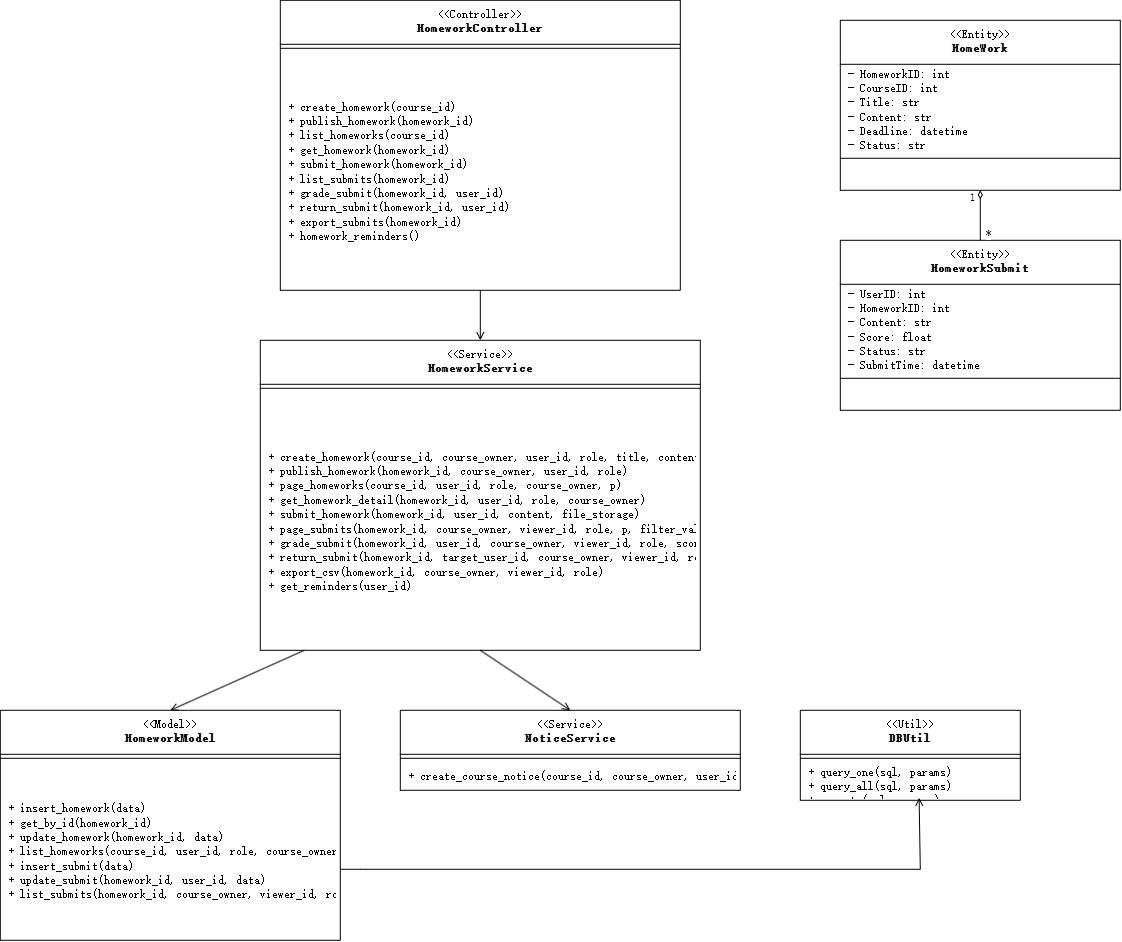 <<Controller>>
HomeworkController
+ create_homework(course_id)
+ publish_homework(homework_id)
+ list_homeworks(course_id)
+ get_homework(homework_id)
+ submit_homework(homework_id)
+ list_submits(homework_id)
+ grade_submit(homework_id, user_id)
+ return_submit(homework_id, user_id)
+ export_submits(homework_id)
+ homework_reminders()
<<Entity>>
HomeWork
- HomeworkID: int
- CourseID: int
- Title: str
- Content: str
- Deadline: datetime
- Status: str
1
*
<<Entity>>
HomeworkSubmit
- UserID: int
- HomeworkID: int
- Content: str
- Score: float
- Status: str
- SubmitTime: datetime
<<Service>>
HomeworkService
+ create_homework(course_id, course_owner, user_id, role, title, conten
+ publish_homework(homework_id, course_owner, user_id, role)
+ page_homeworks(course_id, user_id, role, course_owner, p)
+ get_homework_detail(homework_id, user_id, role, course_owner)
+ submit_homework(homework_id, user_id, content, file_storage)
+ page_submits(homework_id, course_owner, viewer_id, role, p, filter_va
+ grade_submit(homework_id, user_id, course_owner, viewer_id, role, sco
+ return_submit(homework_id, target_user_id, course_owner, viewer_id, r
+ export_csv(homework_id, course_owner, viewer_id, role)
+ get_reminders(user_id)
<<Model>>
HomeworkModel
+ insert_homework(data)
+ get_by_id(homework_id)
+ update_homework(homework_id, data)
+ list_homeworks(course_id, user_id, role, course_owner
+ insert_submit(data)
+ update_submit(homework_id, user_id, data)
+ list_submits(homework_id, course_owner, viewer_id, ro
<<Service>>
NoticeService
+ create_course_notice(course_id, course_owner, user_id
<<Util>>
DBUtil
+ query_one(sql, params)
+ query_all(sql, params)